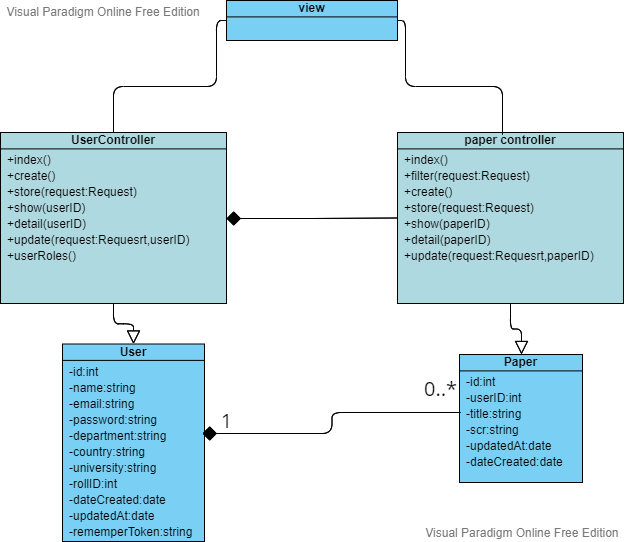 Visual Paradigm Online Free Edition
view
UserController
+index()
+create()
+store(request:Request)
+show(userID)
+detail(userID)
+update(request:Requesrt,userID)
+userRoles()
paper controller
+index()
+filter(request:Request)
+create()
+store(request:Request)
+show(paperID)
+detail(paperID)
+update(request:Requesrt,paperID)
User
-id:int
-name:string
-email:string
-password:string
-department:string
-country:string
-university:string
-rollID:int
-dateCreated:date
-updatedAt:date
-rememperToken:string
1
0..*
Paper
-id:int
-userID:int
-title:string
-scr:string
-updatedAt:date
-dateCreated:date
Visual Paradigm Online Free Edition